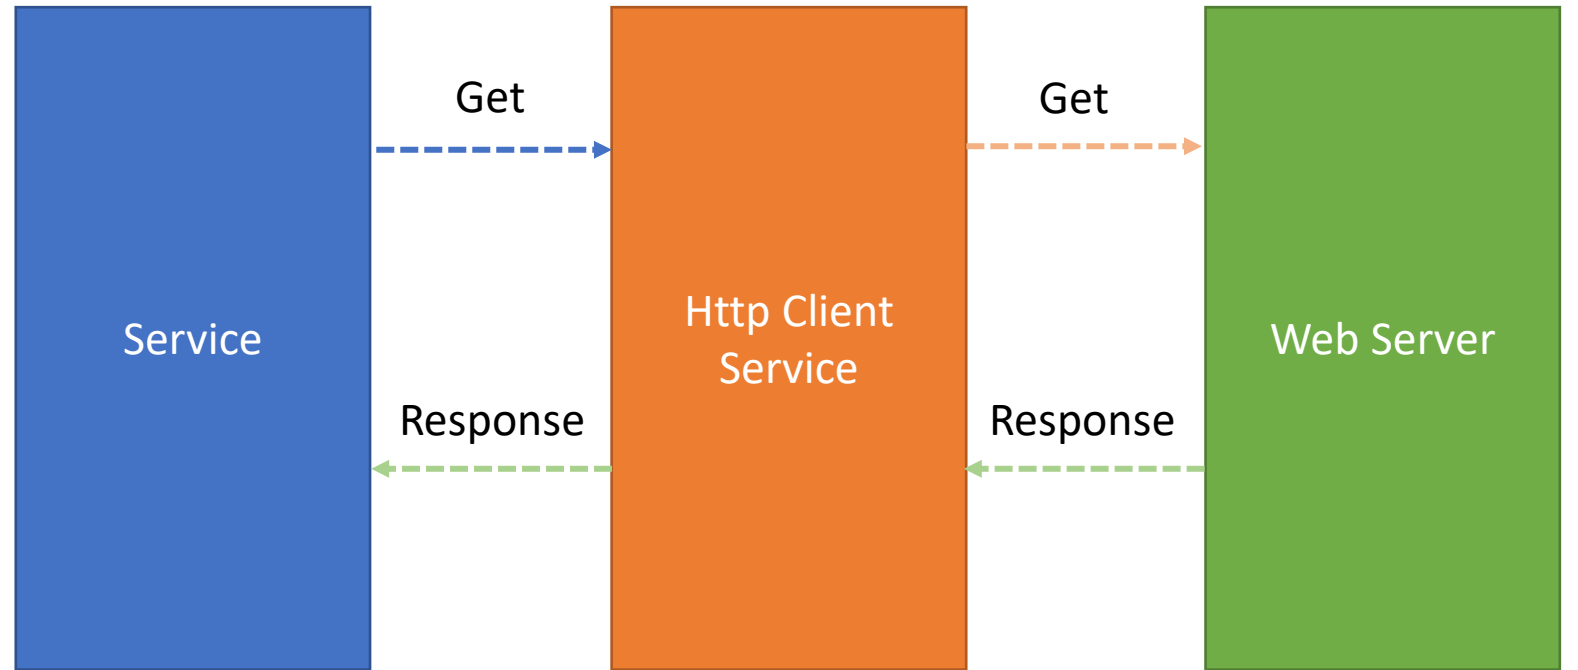 Get
Get
Service
Http Client
Service
Web Server
Response
Response